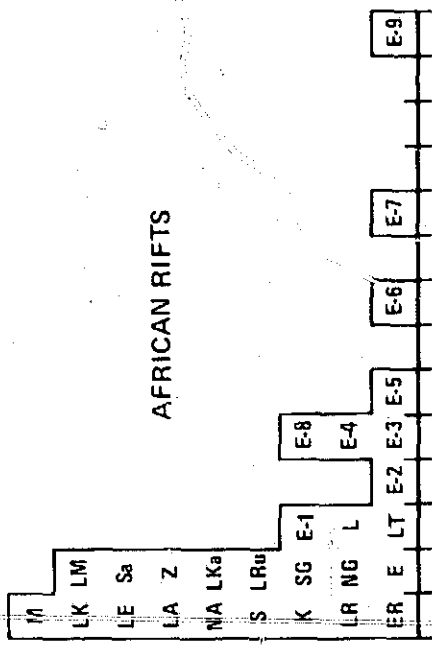 M
LK LM
LE Sa
AFRICAN RIFTS
LA Z
NA LKa
S LRu
K SG E-1 E-8
LR NG L E-4
ER E LT E-2 E-3 E-5 E-6 E-7 E-9